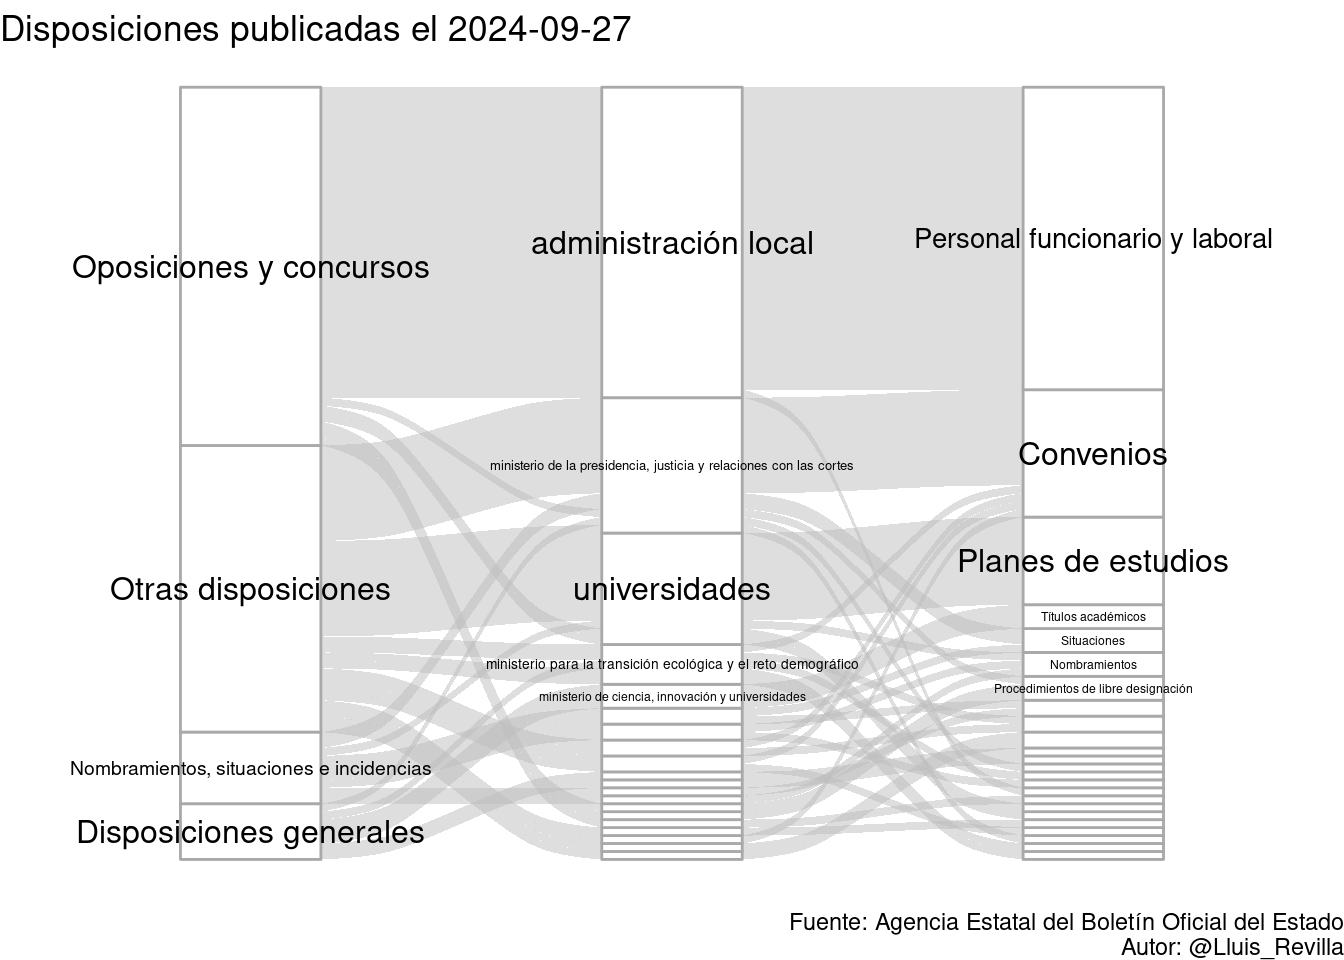 Disposiciones publicadas el 2024-09-27
Oposiciones y concursos
Otras disposiciones
Nombramientos, situaciones e incidencias
Disposiciones generales
administración local
ministerio de la presidencia, justicia y relaciones con las cortes
universidades
ministerio para la transición ecológica y el reto demográfico
ministerio de ciencia, innovación y universidades
Personal funcionario y laboral
Convenios
Planes de estudios
Títulos académicos
Situaciones
Nombramientos
Procedimientos de libre designación
Fuente: Agencia Estatal del Boletín Oficial del Estado
Autor: @Lluis_Revilla